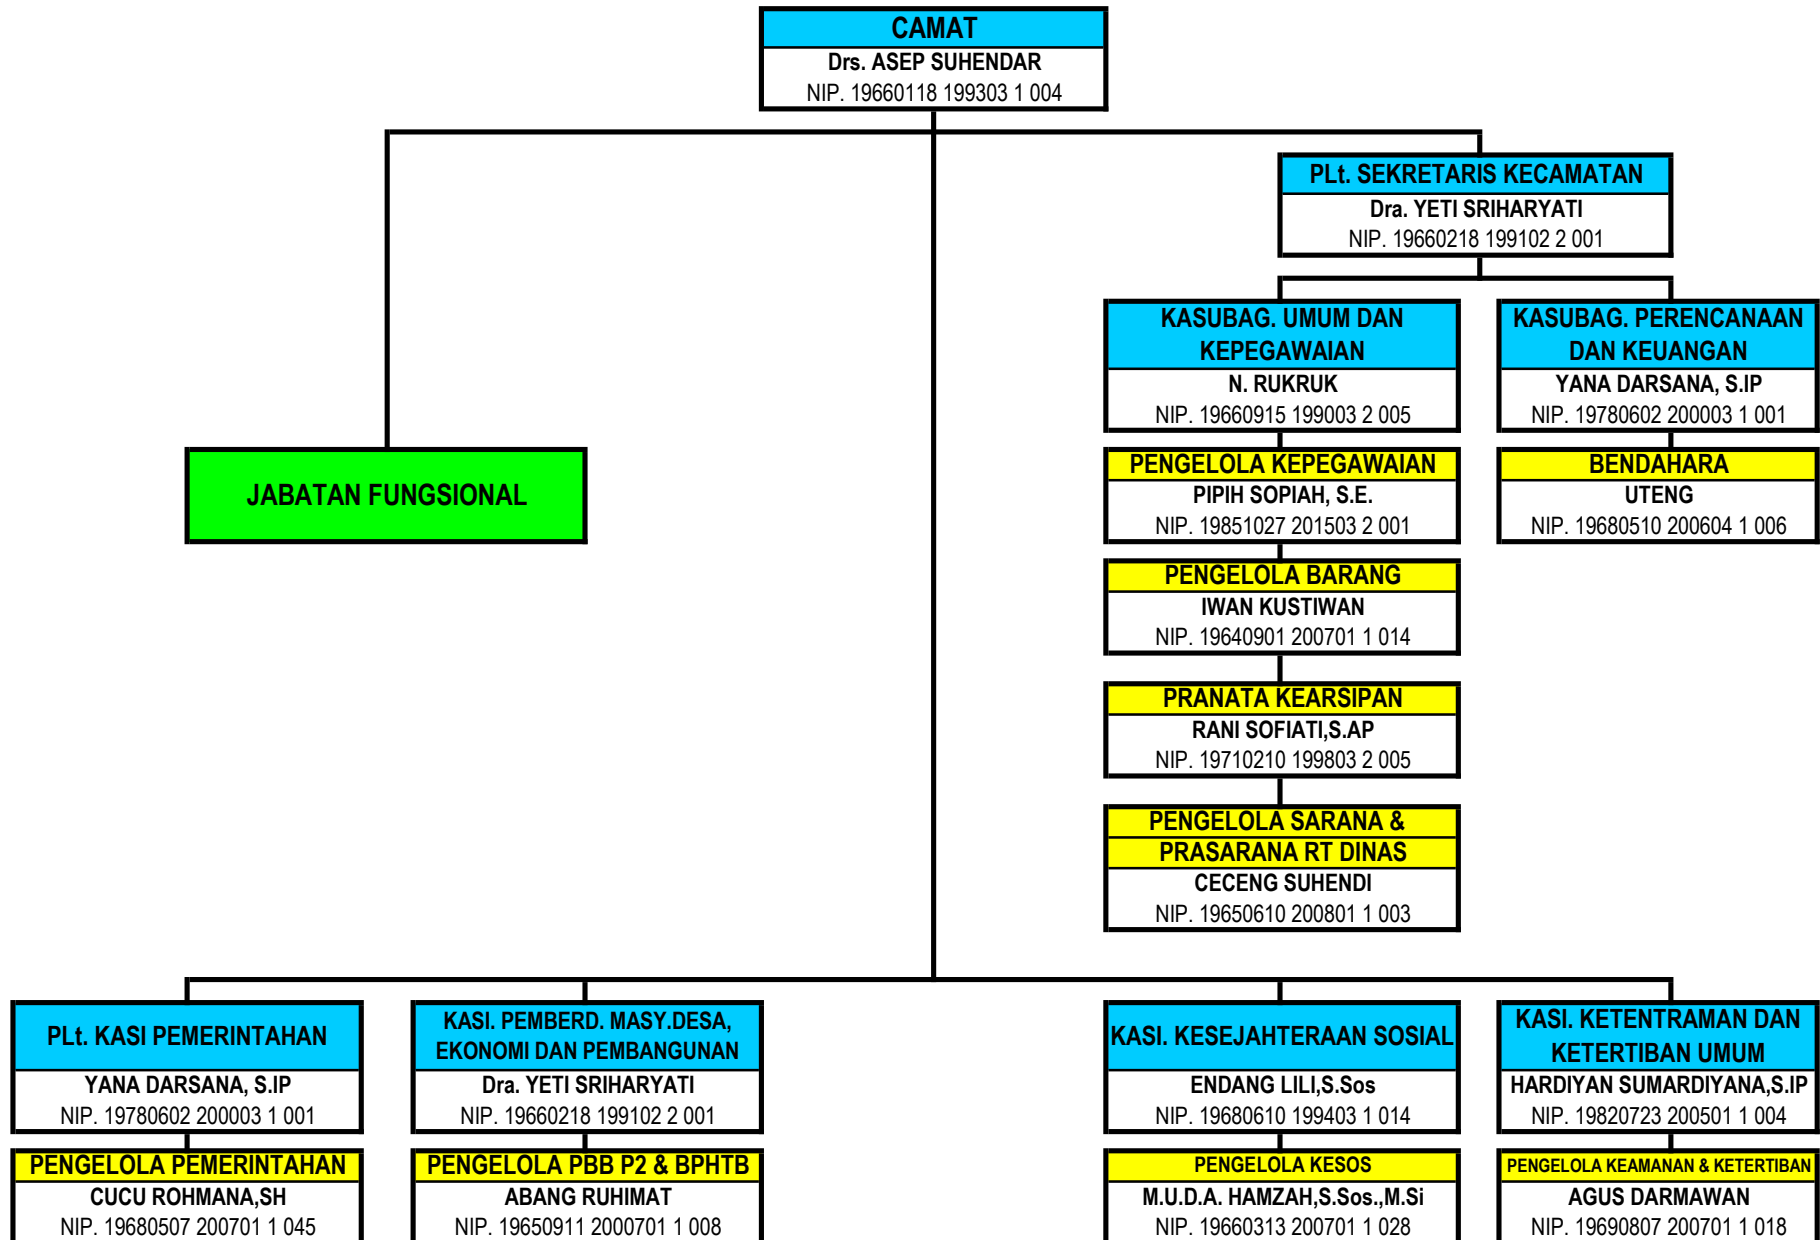 CAMAT
Drs. ASEP SUHENDAR
NIP. 19660118 199303 1 004
PLt. SEKRETARIS KECAMATAN
Dra. YETI SRIHARYATI
NIP. 19660218 199102 2 001
KASUBAG. UMUM DAN
KEPEGAWAIAN
N. RUKRUK
NIP. 19660915 199003 2 005
KASUBAG. PERENCANAAN
DAN KEUANGAN
YANA DARSANA, S.IP
NIP. 19780602 200003 1 001
JABATAN FUNGSIONAL
PENGELOLA KEPEGAWAIAN
PIPIH SOPIAH, S.E.
NIP. 19851027 201503 2 001
BENDAHARA
UTENG
NIP. 19680510 200604 1 006
PENGELOLA BARANG
IWAN KUSTIWAN
NIP. 19640901 200701 1 014
PRANATA KEARSIPAN
RANI SOFIATI,S.AP
NIP. 19710210 199803 2 005
PENGELOLA SARANA &
PRASARANA RT DINAS
CECENG SUHENDI
NIP. 19650610 200801 1 003
PLt. KASI PEMERINTAHAN
YANA DARSANA, S.IP
NIP. 19780602 200003 1 001
KASI. PEMBERD. MASY.DESA,
EKONOMI DAN PEMBANGUNAN
Dra. YETI SRIHARYATI
NIP. 19660218 199102 2 001
KASI. KESEJAHTERAAN SOSIAL
ENDANG LILI,S.Sos
NIP. 19680610 199403 1 014
KASI. KETENTRAMAN DAN
KETERTIBAN UMUM
HARDIYAN SUMARDIYANA,S.IP
NIP. 19820723 200501 1 004
PENGELOLA PEMERINTAHAN
CUCU ROHMANA,SH
NIP. 19680507 200701 1 045
PENGELOLA PBB P2 & BPHTB
ABANG RUHIMAT
NIP. 19650911 2000701 1 008
PENGELOLA KESOS
M.U.D.A. HAMZAH,S.Sos.,M.Si
NIP. 19660313 200701 1 028
PENGELOLA KEAMANAN & KETERTIBAN
AGUS DARMAWAN
NIP. 19690807 200701 1 018